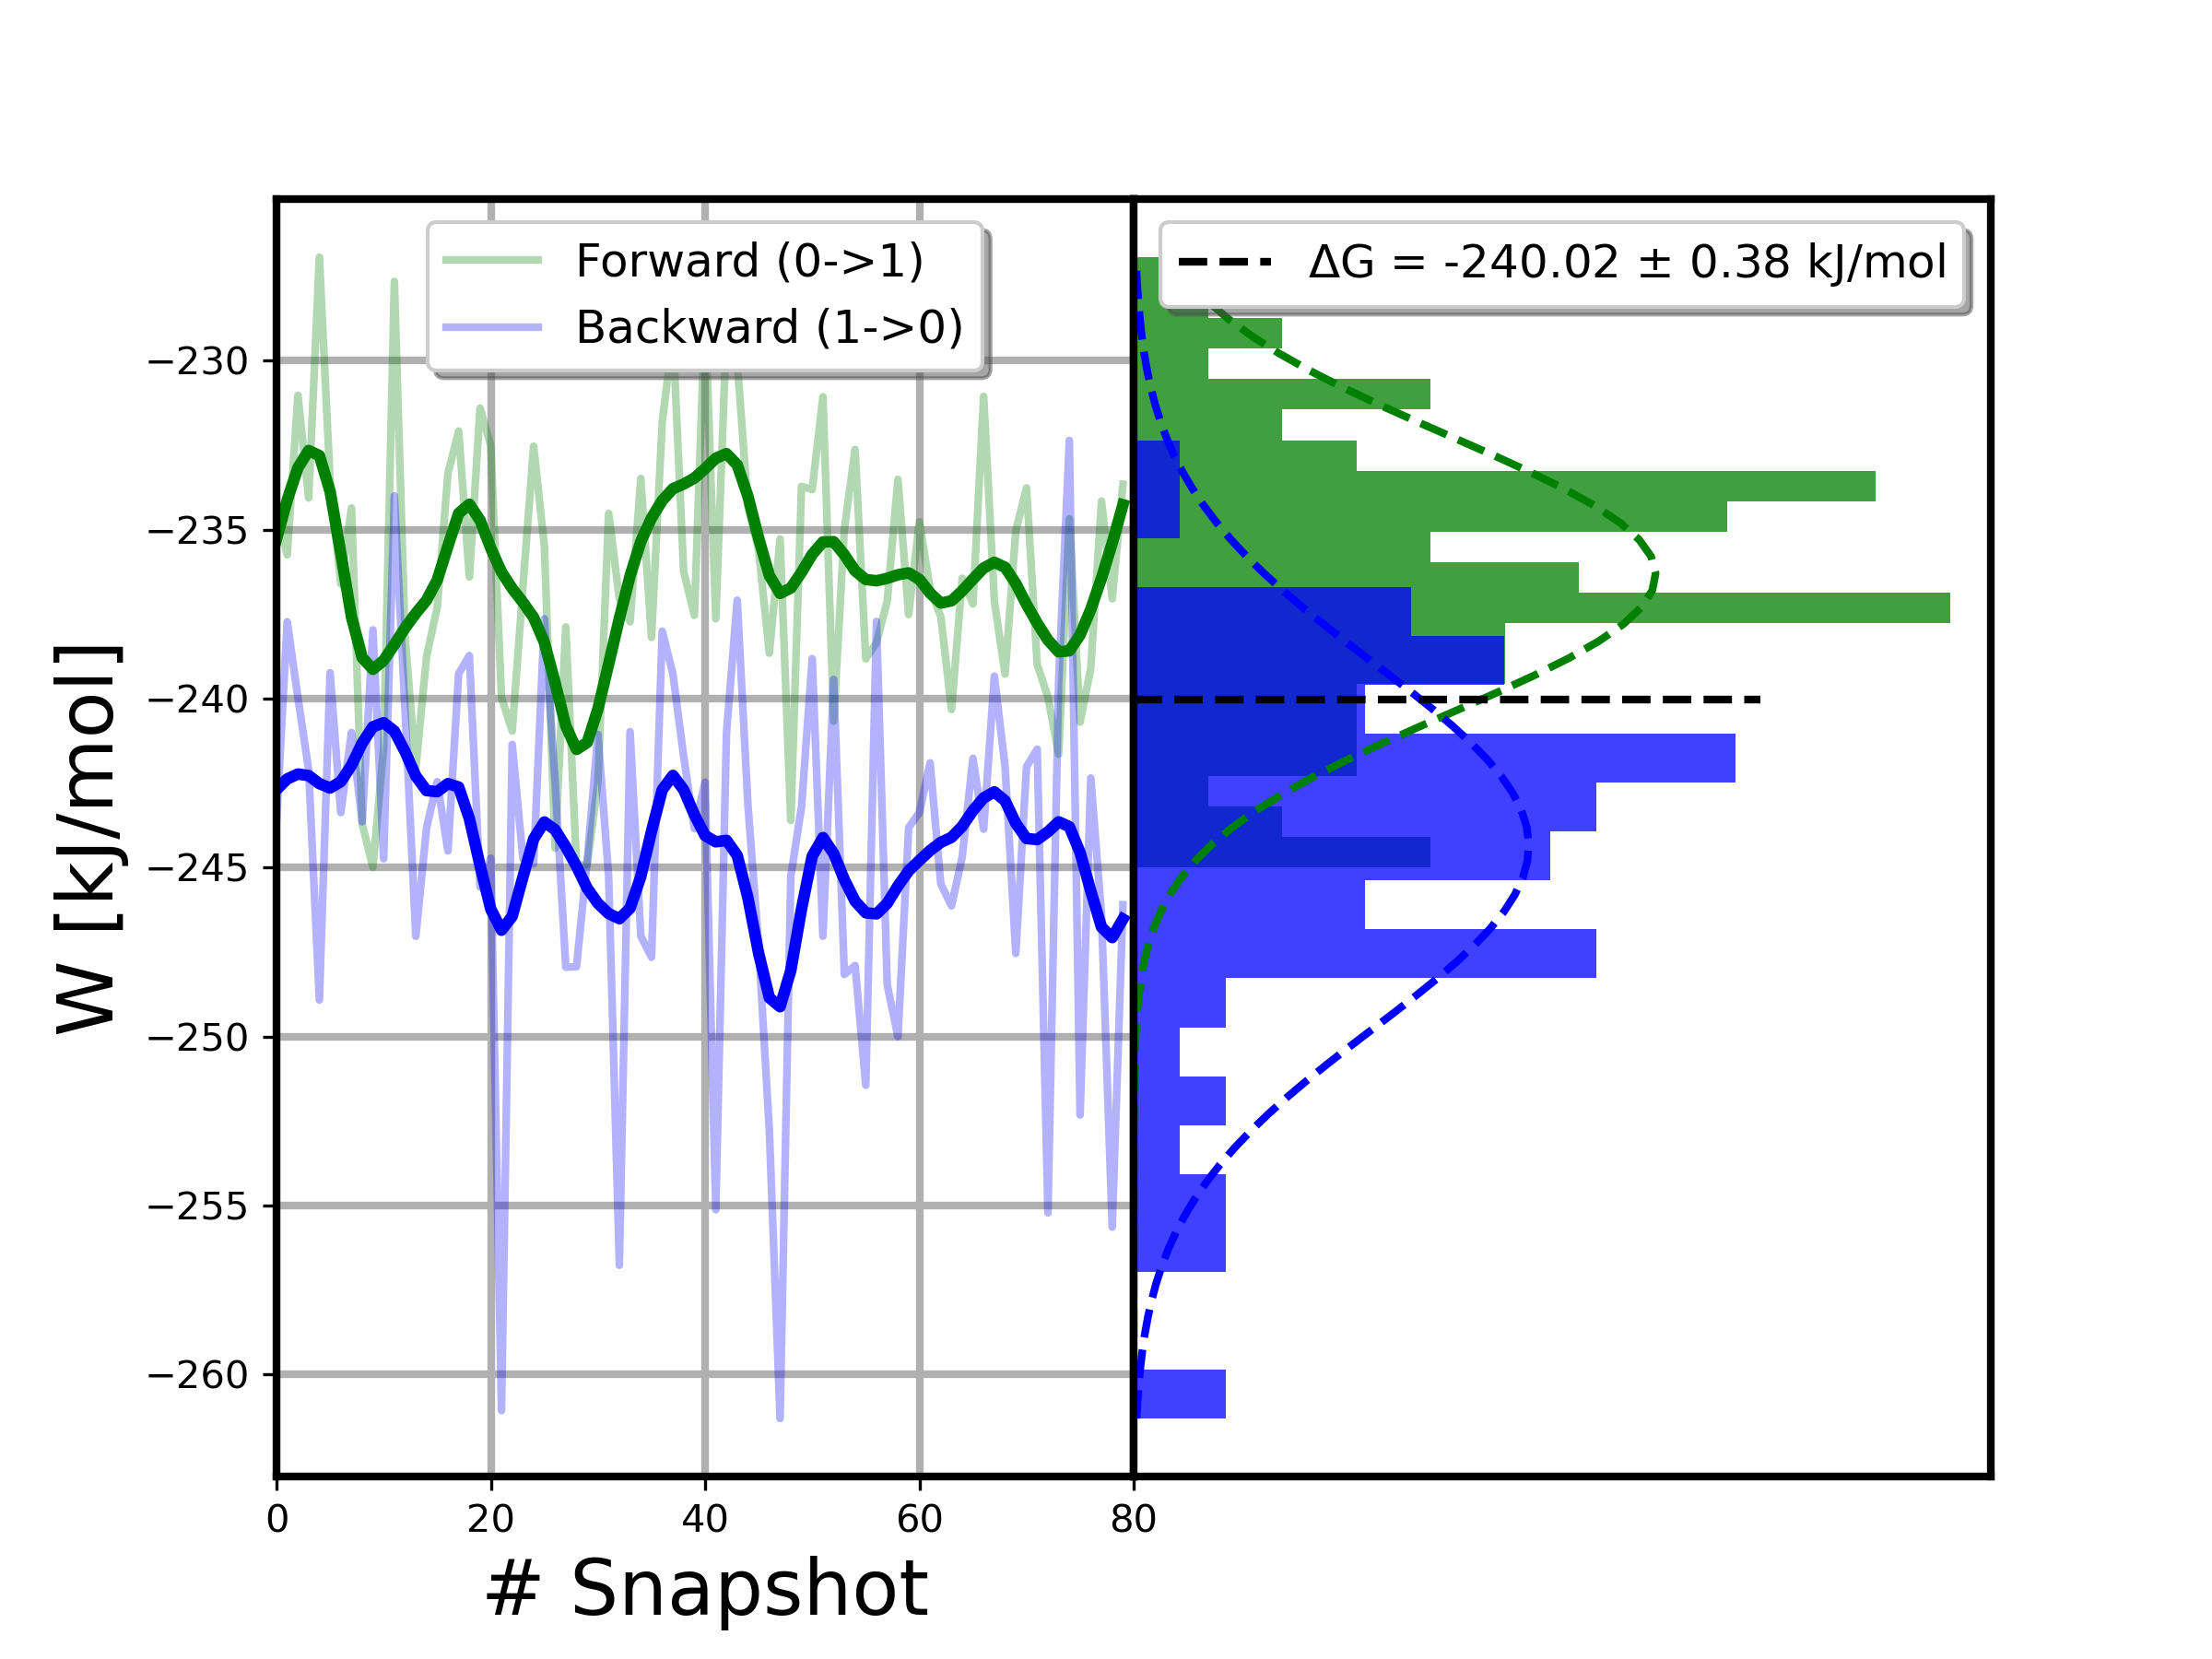 Forward (0->1)
Backward (1->0)
ΔG = -240.02 ± 0.38 kJ/mol
W [kJ/mol]
−230
−235
−240
−245
−250
−255
−260
0 20 40 60 80
# Snapshot